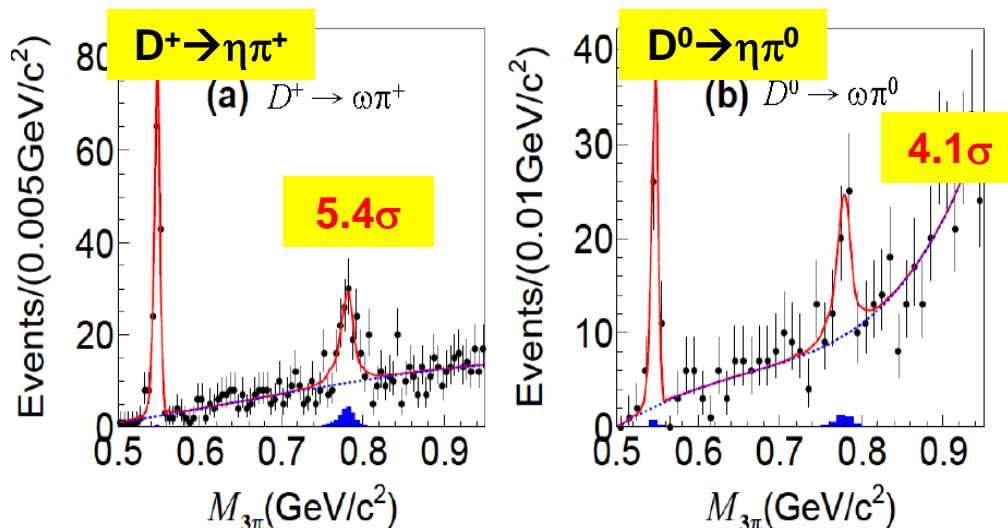 D⁺→ηπ⁺
(a) D⁺ → ωπ⁺
5.4σ
Events/(0.005GeV/c²)
80
60
40
20
0
0.5 0.6 0.7 0.8 0.9
M₃π(GeV/c²)
D⁰→ηπ⁰
(b) D⁰ → ωπ⁰
4.1σ
Events/(0.01GeV/c²)
40
30
20
10
0
0.5 0.6 0.7 0.8 0.9
M₃π(GeV/c²)